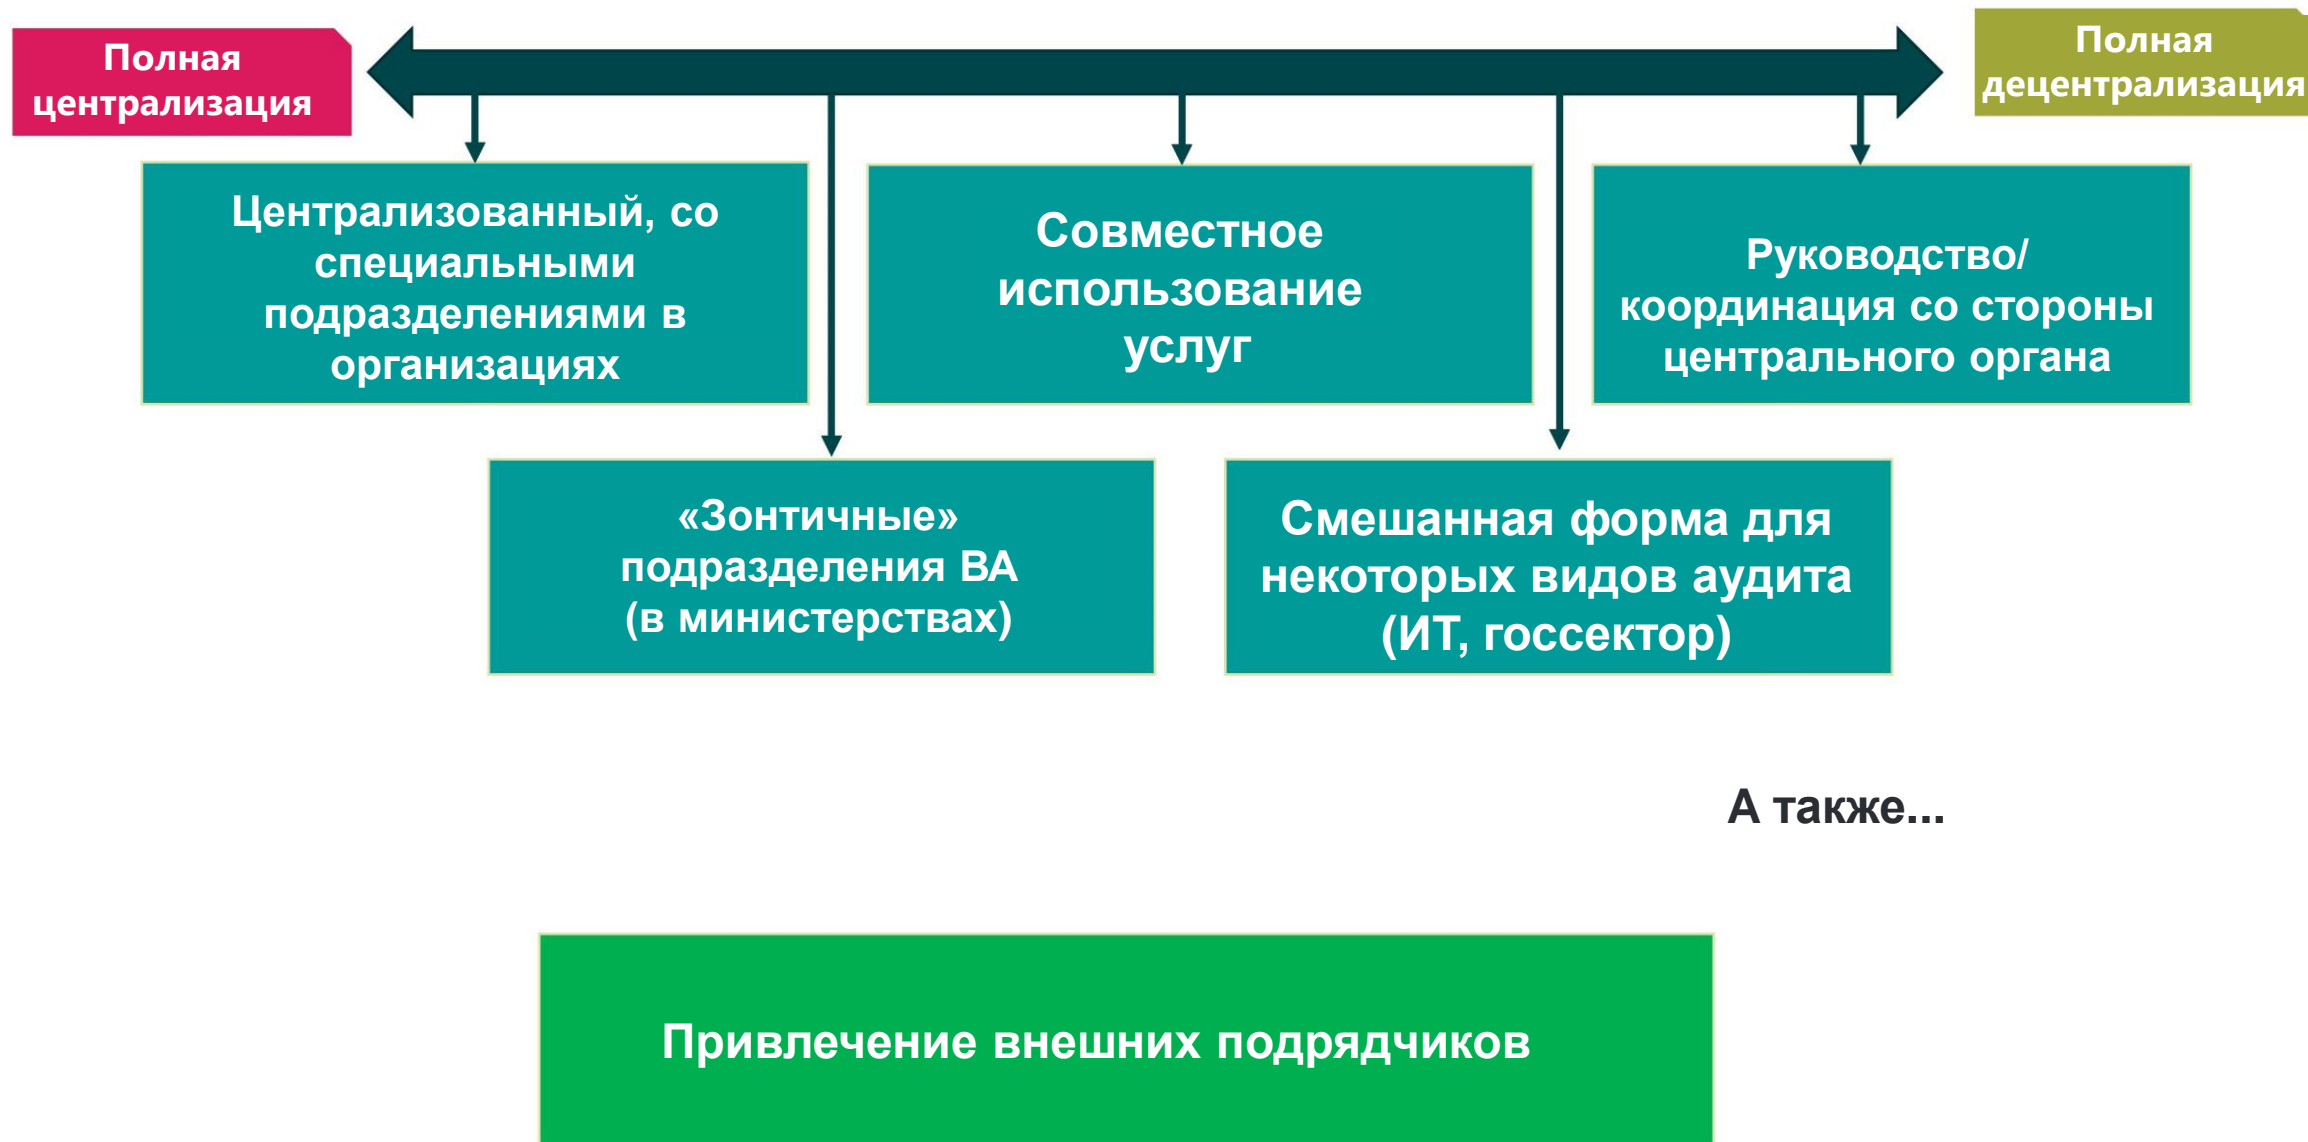 Полная
централизация
Полная
децентрализация
Централизованный, со
специальными
подразделениями в
организациях
Совместное
использование
услуг
Руководство/
координация со стороны
центрального органа
«Зонтичные»
подразделения ВА
(в министерствах)
Смешанная форма для
некоторых видов аудита
(ИТ, госсектор)
А также...
Привлечение внешних подрядчиков